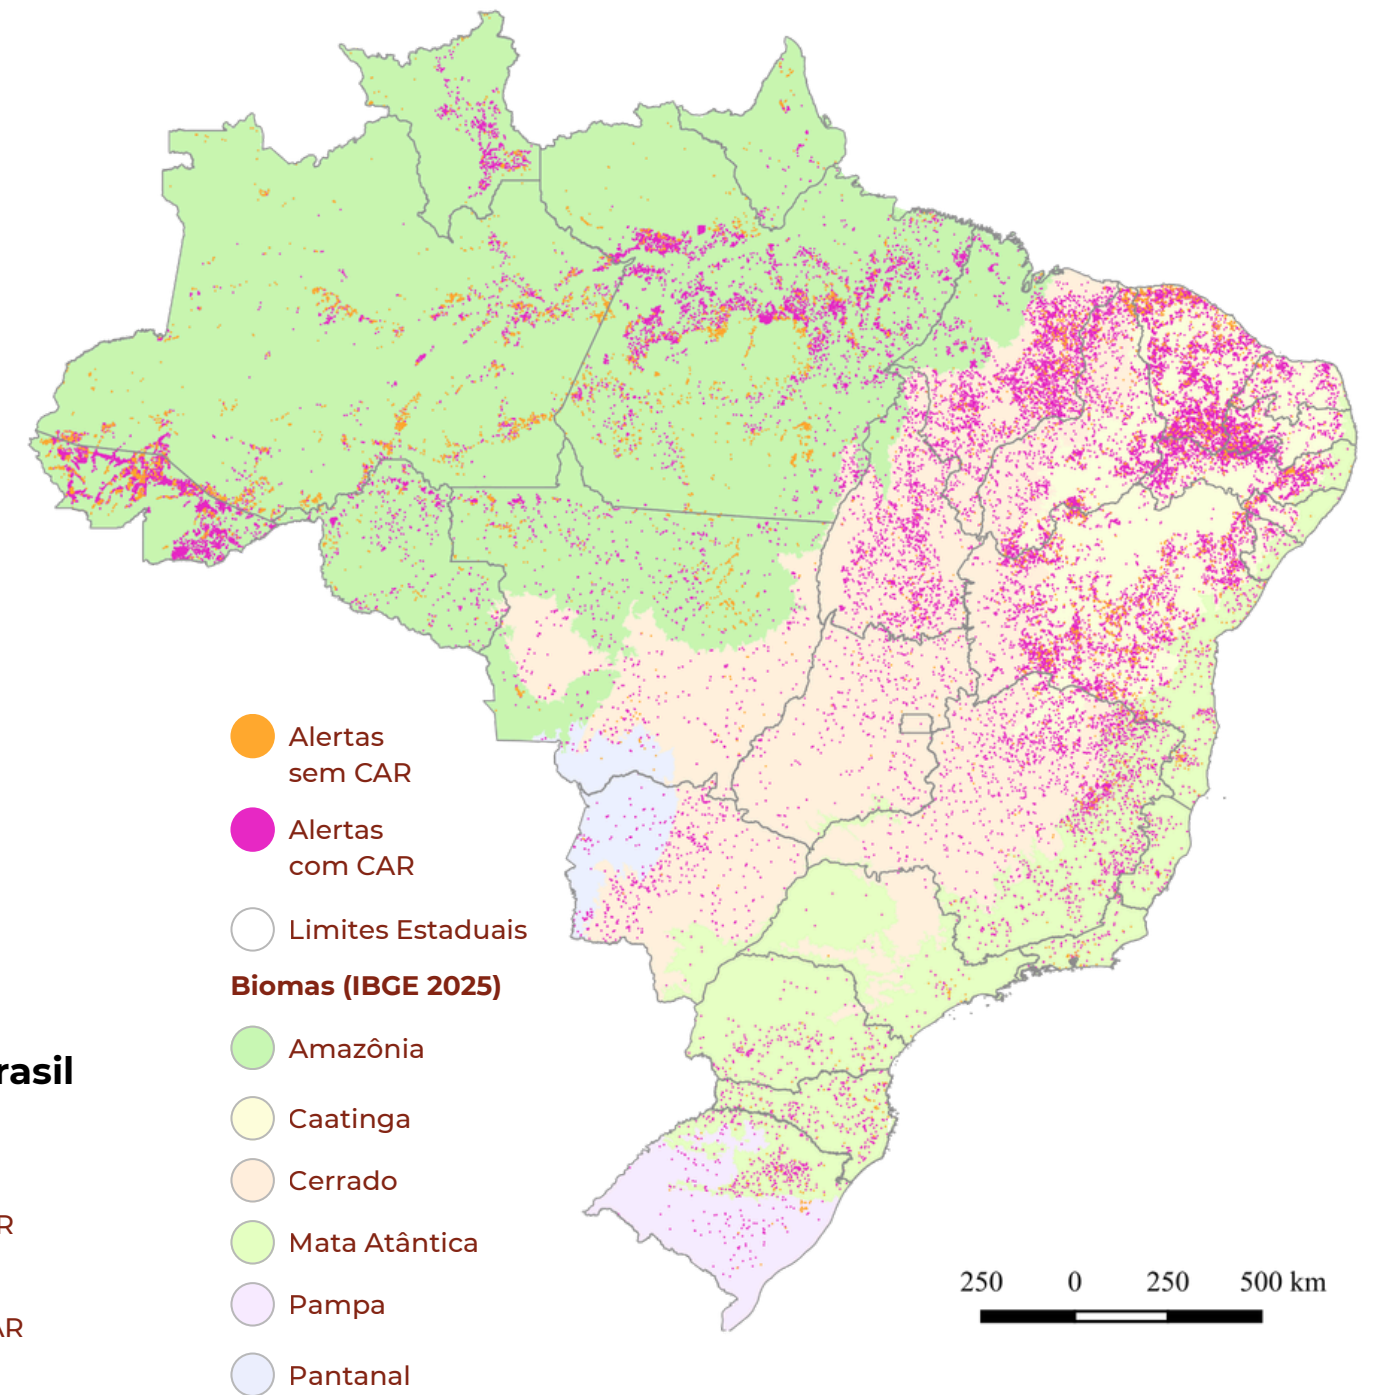 Alertas
sem CAR
Alertas
com CAR
Limites Estaduais
Biomas (IBGE 2025)
Amazônia
rasil
Caatinga
Cerrado
R
Mata Atântica
Pampa
AR
Pantanal
250 0 250 500 km